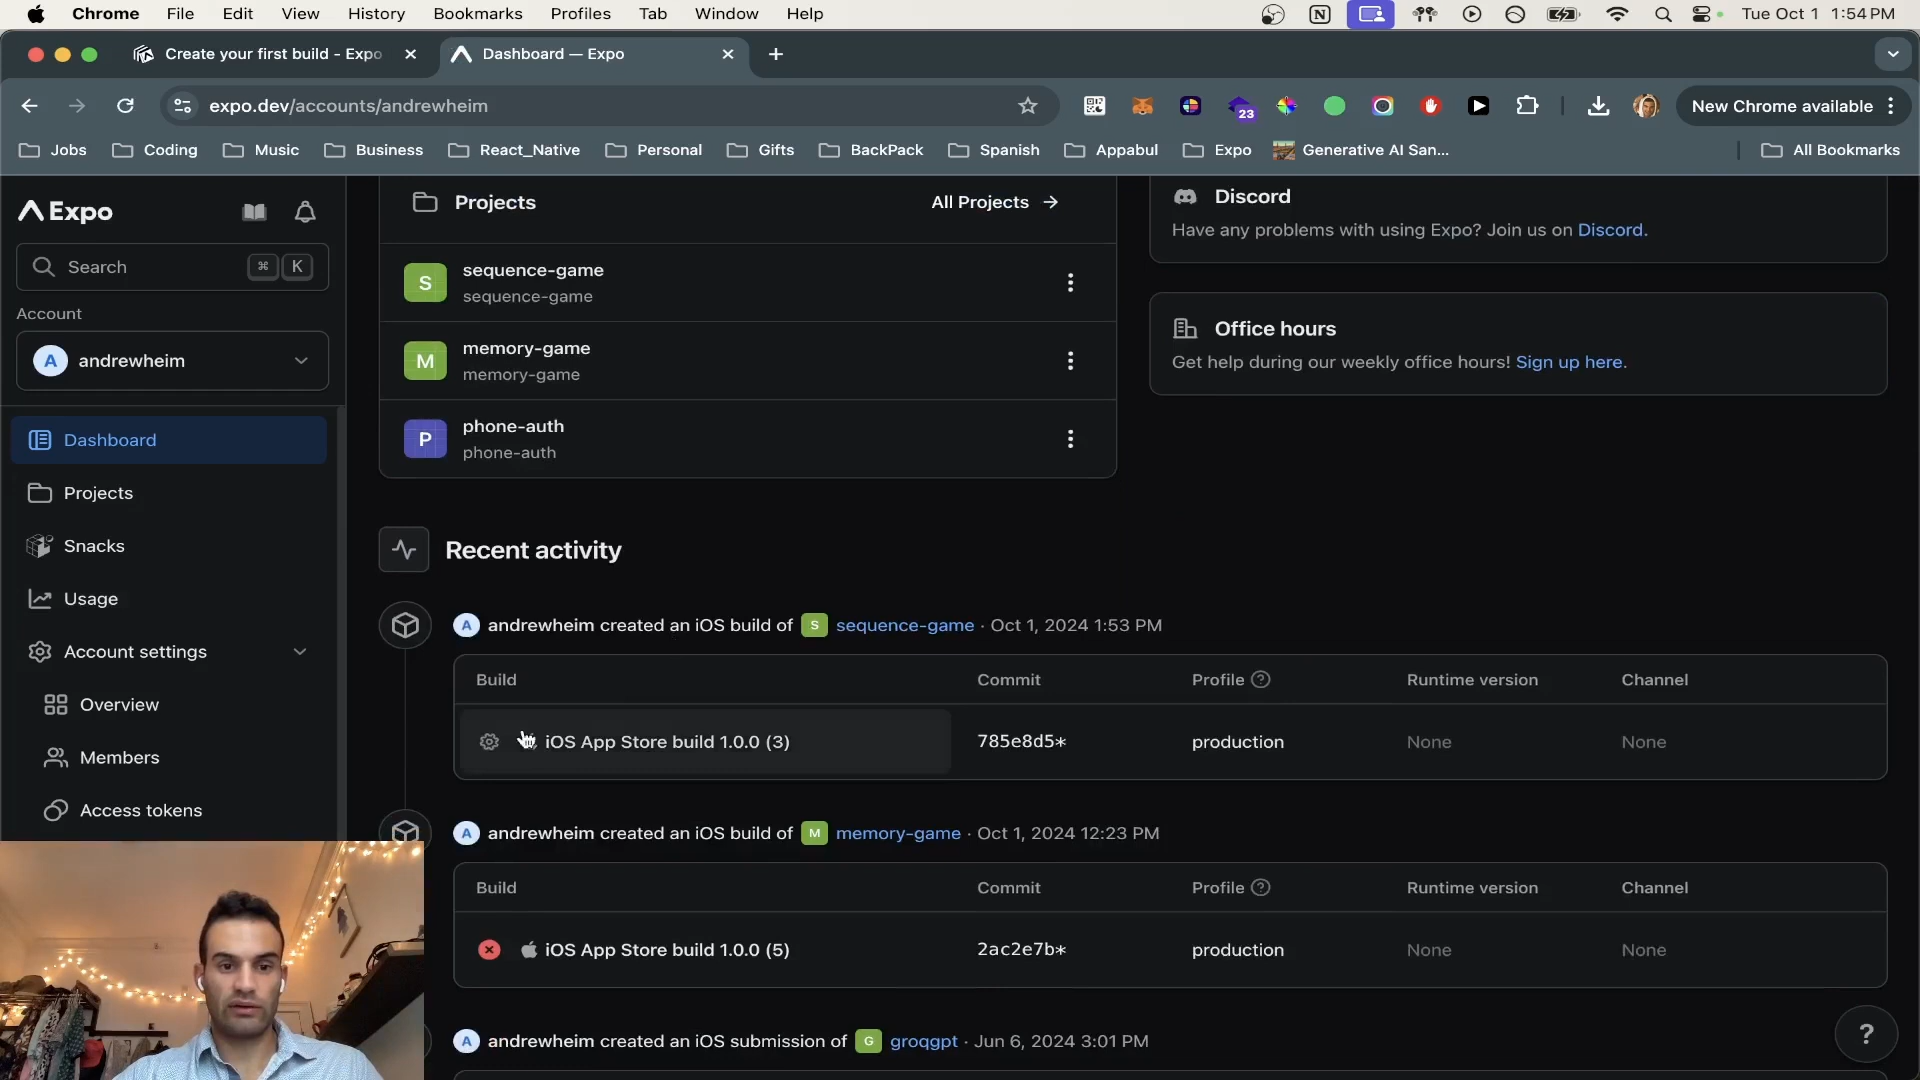 Chrome File Edit View History Bookmarks Profiles Tab Window Help Tue Oct 1 1:54 PM
Create your first build - Expo Dashboard — Expo
expo.dev/accounts/andrewheim 23 New Chrome available
Jobs Coding Music Business React_Native Personal Gifts BackPack Spanish Appabul Expo Generative AI San... All Bookmarks
Expo
Search ⌘ K
Account
A andrewheim
Dashboard
Projects
Snacks
Usage
Account settings
Overview
Members
Access tokens
Projects All Projects →
S sequence-game
sequence-game
M memory-game
memory-game
P phone-auth
phone-auth
Discord
Have any problems with using Expo? Join us on Discord.
Office hours
Get help during our weekly office hours! Sign up here.
Recent activity
A andrewheim created an iOS build of S sequence-game · Oct 1, 2024 1:53 PM
Build Commit Profile ? Runtime version Channel
iOS App Store build 1.0.0 (3) 785e8d5* production None None
A andrewheim created an iOS build of M memory-game · Oct 1, 2024 12:23 PM
Build Commit Profile ? Runtime version Channel
iOS App Store build 1.0.0 (5) 2ac2e7b* production None None
A andrewheim created an iOS submission of G groqgpt · Jun 6, 2024 3:01 PM
?